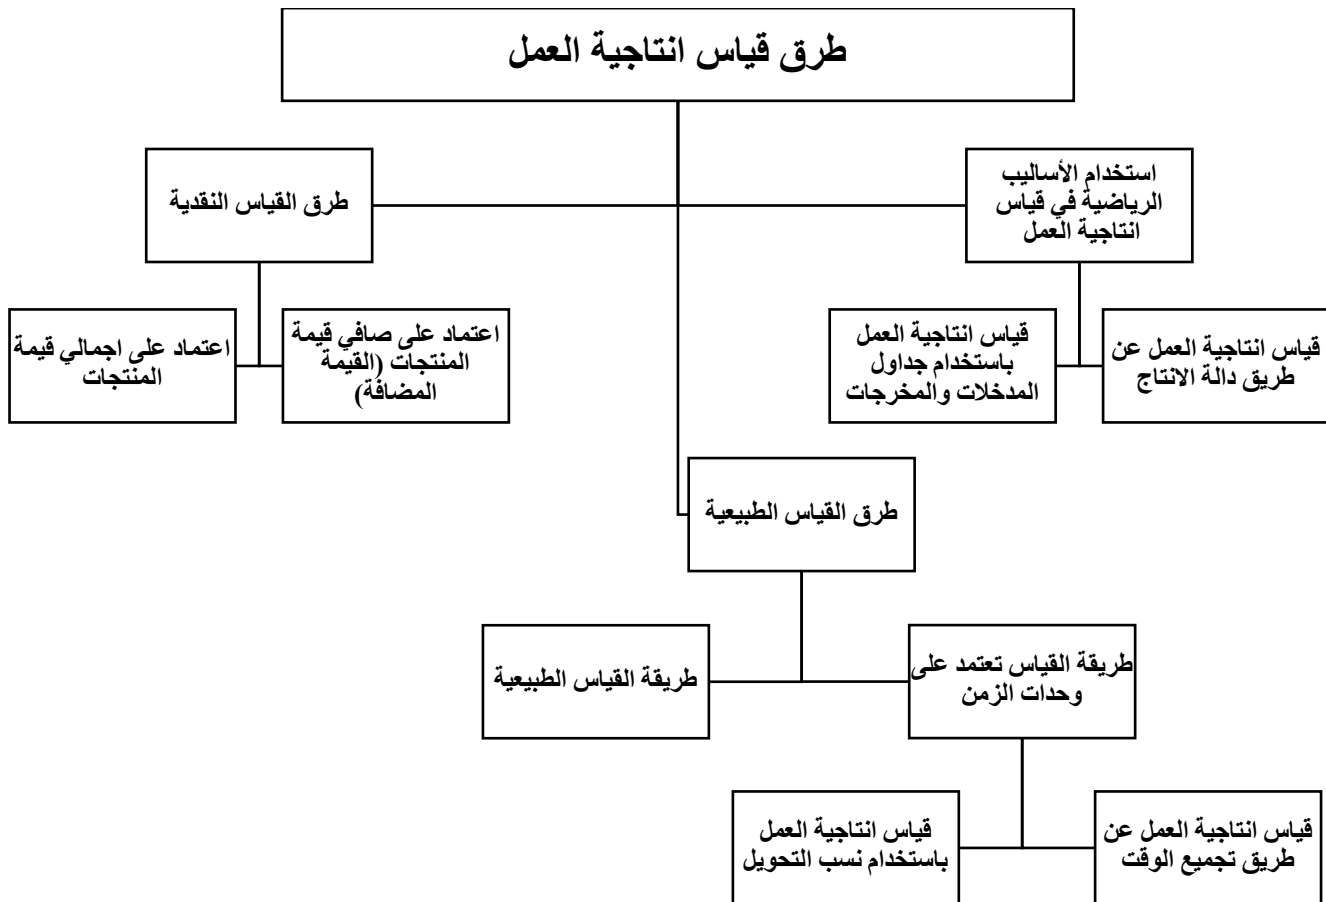 طرق قياس انتاجية العمل
استخدام الأساليب
الرياضية في قياس
انتاجية العمل
طرق القياس النقدية
قياس انتاجية العمل عن
طريق دالة الانتاج
قياس انتاجية العمل
باستخدام جداول
المدخلات والمخرجات
اعتماد على صافي قيمة
المنتجات (القيمة
المضافة)
اعتماد على اجمالي قيمة
المنتجات
طرق القياس الطبيعية
طريقة القياس تعتمد على
وحدات الزمن
طريقة القياس الطبيعية
قياس انتاجية العمل عن
طريق تجميع الوقت
قياس انتاجية العمل
باستخدام نسب التحويل